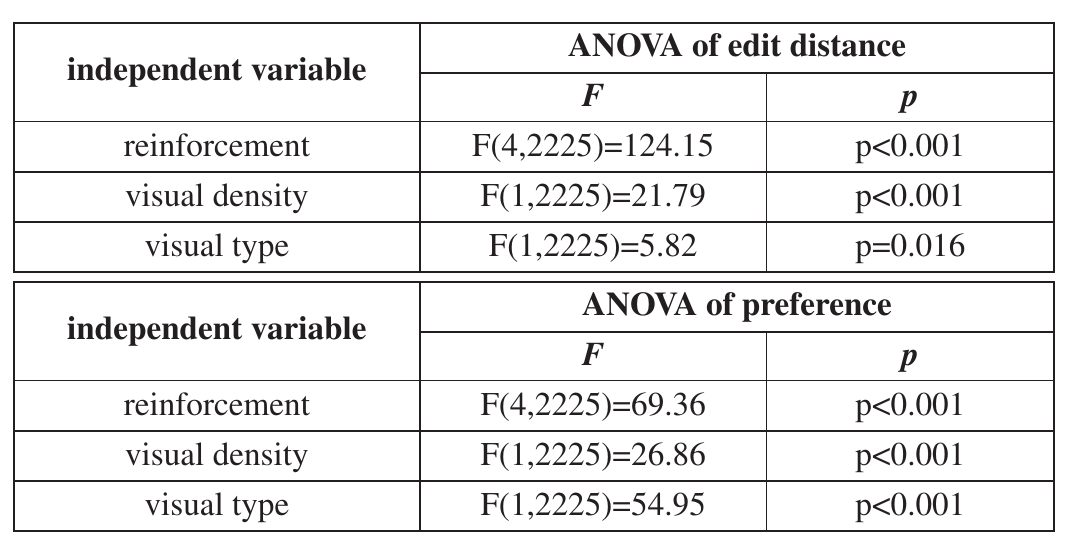 independent variable ANOVA of edit distance
F p
reinforcement F(4,2225)=124.15 p<0.001
visual density F(1,2225)=21.79 p<0.001
visual type F(1,2225)=5.82 p=0.016
independent variable ANOVA of preference
F p
reinforcement F(4,2225)=69.36 p<0.001
visual density F(1,2225)=26.86 p<0.001
visual type F(1,2225)=54.95 p<0.001